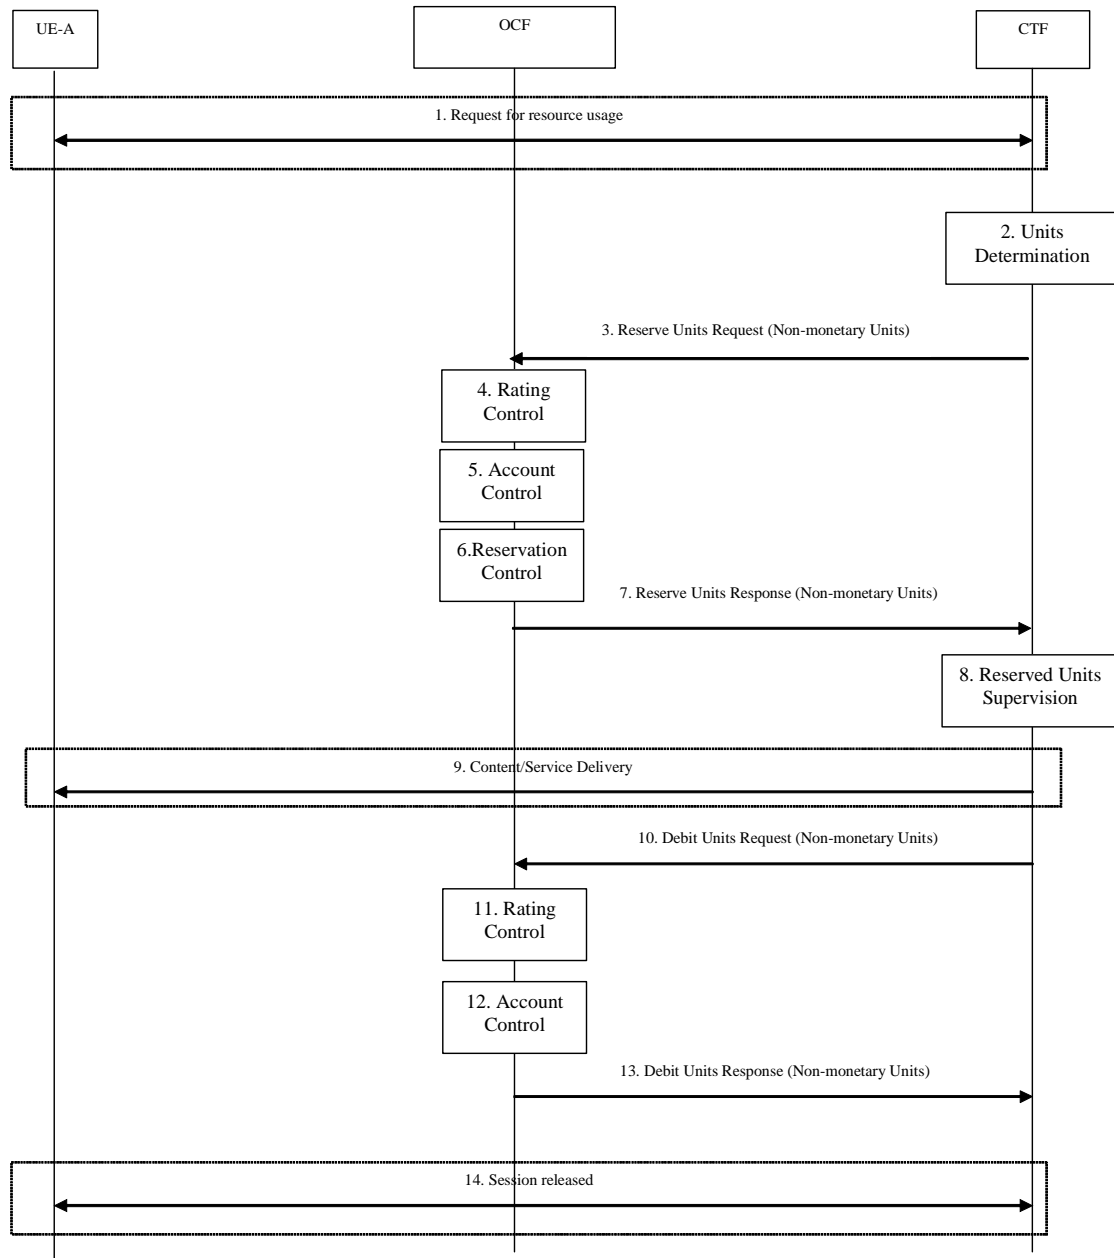 UE-A
OCF
CTF
1. Request for resource usage
2. Units
Determination
3. Reserve Units Request (Non-monetary Units)
4. Rating
Control
5. Account
Control
6.Reservation
Control
7. Reserve Units Response (Non-monetary Units)
8. Reserved Units
Supervision
9. Content/Service Delivery
10. Debit Units Request (Non-monetary Units)
11. Rating
Control
12. Account
Control
13. Debit Units Response (Non-monetary Units)
14. Session released